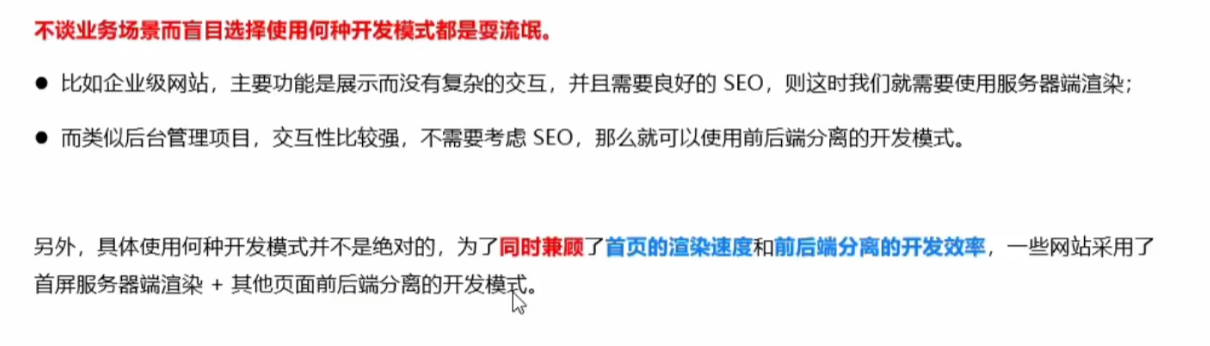 不谈业务场景而盲目选择使用何种开发模式都是耍流氓。
● 比如企业级网站，主要功能是展示而没有复杂的交互，并且需要良好的 SEO，则这时我们就需要使用服务器端渲染；
● 而类似后台管理项目，交互性比较强，不需要考虑 SEO，那么就可以使用前后端分离的开发模式。
另外，具体使用何种开发模式并不是绝对的，为了同时兼顾了首页的渲染速度和前后端分离的开发效率，一些网站采用了
首屏服务器端渲染 + 其他页面前后端分离的开发模式。